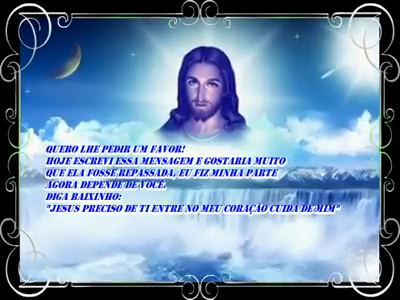 QUERO LHE PEDIR UM FAVOR!
HOJE ESCREVI ESSA MENSAGEM E GOSTARIA MUITO
QUE ELA FOSSE REPASSADA, EU FIZ MINHA PARTE
AGORA DEPENDE DE VOCÊ.
DIGA BAIXINHO:
"JESUS PRECISO DE TI ENTRE NO MEU CORAÇÃO CUIDA DE MIM"